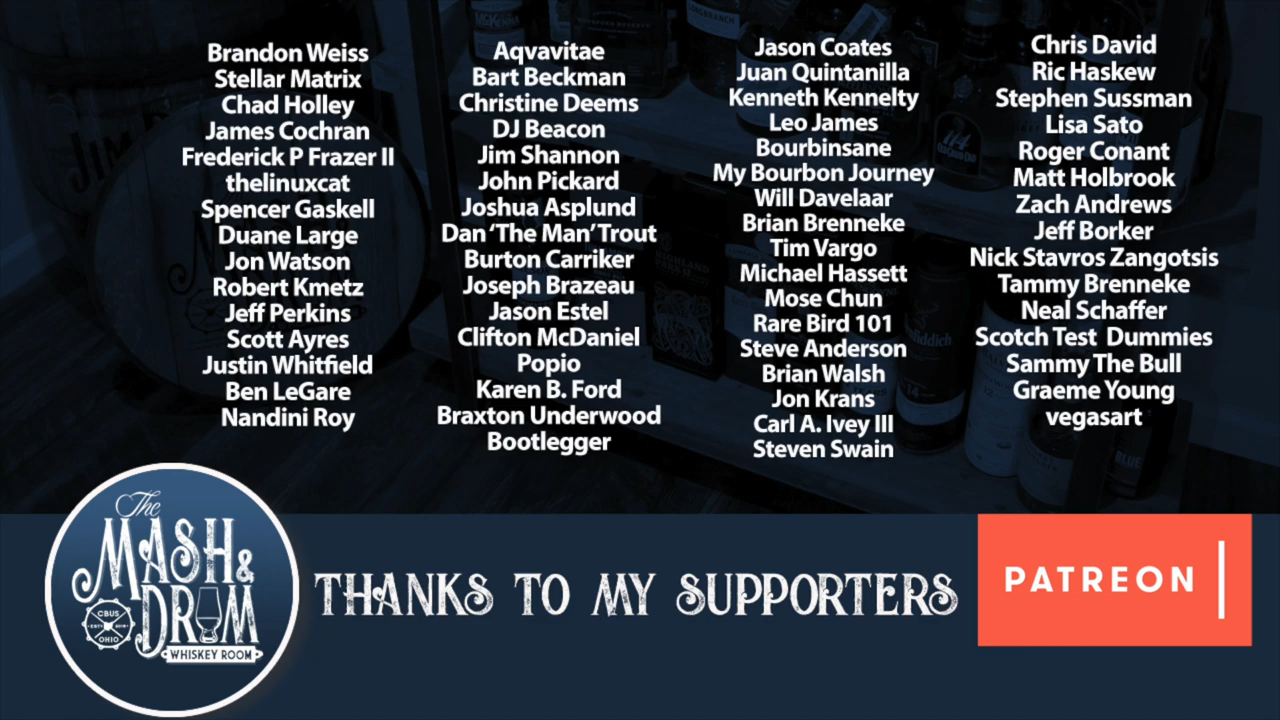 Brandon Weiss
Stellar Matrix
Chad Holley
James Cochran
Frederick P Frazer II
thelinuxcat
Spencer Gaskell
Duane Large
Jon Watson
Robert Kmetz
Jeff Perkins
Scott Ayres
Justin Whitfield
Ben LeGare
Nandini Roy
Aqvavitae
Bart Beckman
Christine Deems
DJ Beacon
Jim Shannon
John Pickard
Joshua Asplund
Dan 'The Man' Trout
Burton Carriker
Joseph Brazeau
Jason Estel
Clifton McDaniel
Popio
Karen B. Ford
Braxton Underwood
Bootlegger
Jason Coates
Juan Quintanilla
Kenneth Kennelty
Leo James
Bourbinsane
My Bourbon Journey
Will Davelaar
Brian Brenneke
Tim Vargo
Michael Hassett
Mose Chun
Rare Bird 101
Steve Anderson
Brian Walsh
Jon Krans
Carl A. Ivey III
Steven Swain
Chris David
Ric Haskew
Stephen Sussman
Lisa Sato
Roger Conant
Matt Holbrook
Zach Andrews
Jeff Borker
Nick Stavros Zangotsis
Tammy Brenneke
Neal Schaffer
Scotch Test Dummies
Sammy The Bull
Graeme Young
vegasart
The
MASH &
DRUM
CBUS
OHIO
WHISKEY ROOM
THANKS TO MY SUPPORTERS
PATREON